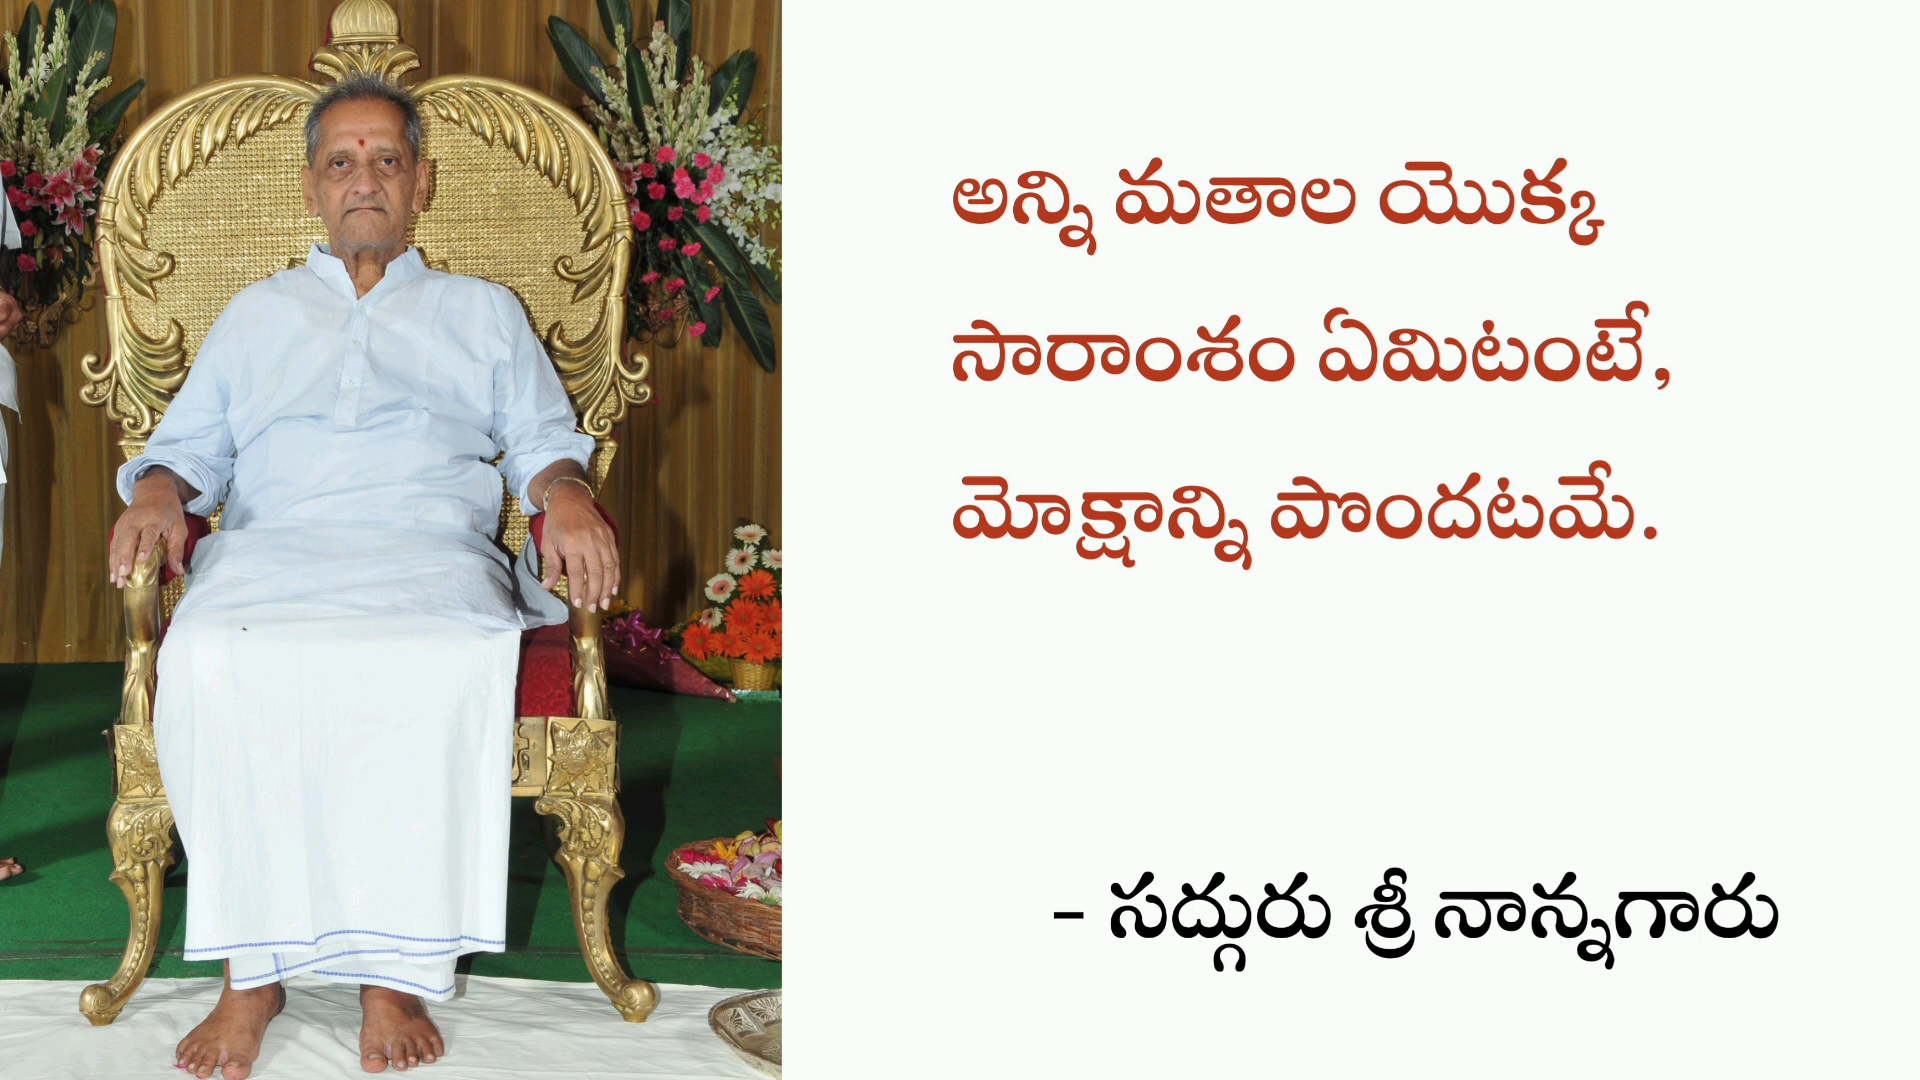 అన్ని మతాల యొక్క
సారాంశం ఏమిటంటే,
మోక్షాన్ని పొందటమే.
- సద్గురు శ్రీ నాన్నగారు